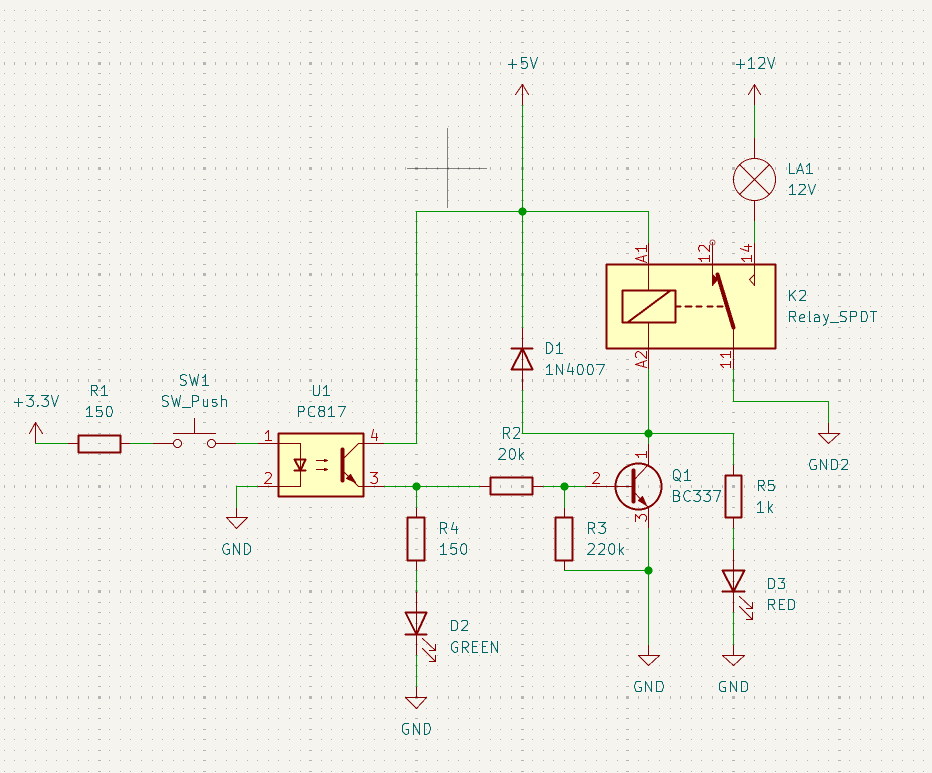 +5V
+12V
LA1
12V
A1
12
14
K2
Relay_SPDT
A2
11
D1
1N4007
SW1
SW_Push
R1
150
+3.3V
U1
PC817
1
4
2
3
R2
20k
GND2
1
2
3
Q1
BC337
R5
1k
GND
R4
150
R3
220k
D3
RED
D2
GREEN
GND
GND
GND